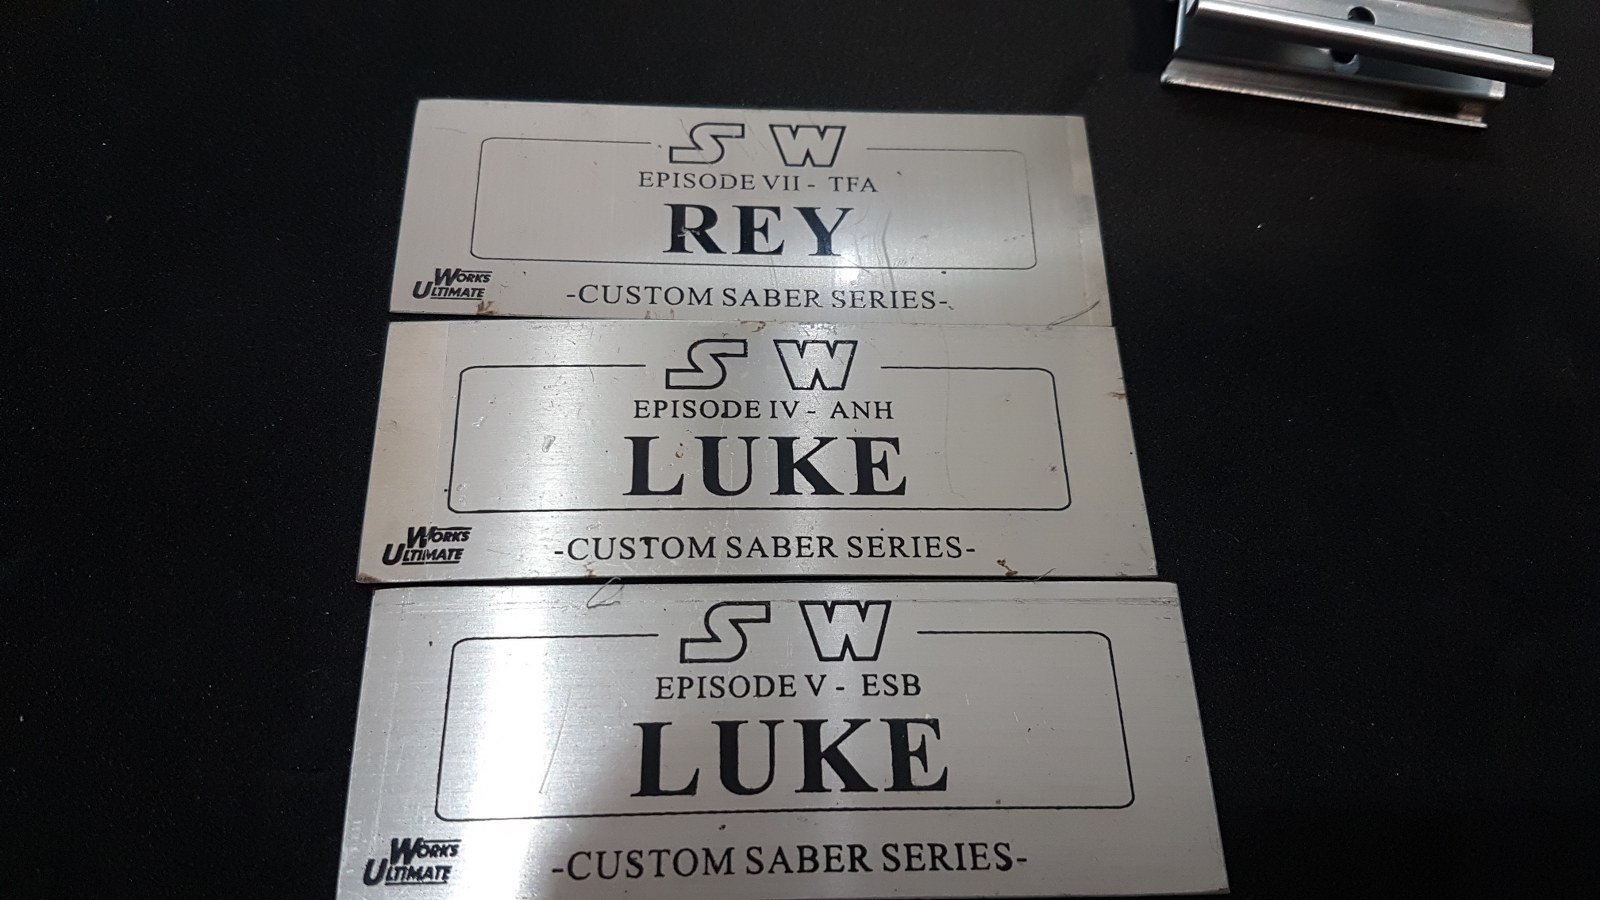 SW
EPISODE VII - TFA
REY
WORKS
ULTIMATE
-CUSTOM SABER SERIES-
SW
EPISODE IV - ANH
LUKE
WORKS
ULTIMATE
-CUSTOM SABER SERIES-
SW
EPISODE V - ESB
LUKE
WORKS
ULTIMATE
-CUSTOM SABER SERIES-